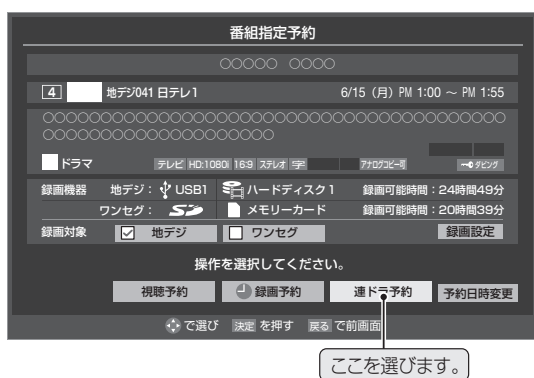 番組指定予約
○○○○○ ○○○○
4 地デジ041 日テレ1 6/15（月）PM 1:00 ～ PM 1:55
○○○○○○○○○○○○○○○○○○○○○○○○○○○○○○○○○○○○○
○○○○○○○○○○○○○○○○○○
ドラマ テレビ HD:1080i 16:9 ステレオ 字 アナログコピー可 ダビング
録画機器 地デジ： USB1 ハードディスク1 録画可能時間：24時間49分
ワンセグ： SD メモリーカード 録画可能時間：20時間39分
録画対象 地デジ ワンセグ 録画設定
操作を選択してください。
視聴予約 録画予約 連ドラ予約 予約日時変更
で選び 決定 を押す 戻る で前画面
ここを選びます。